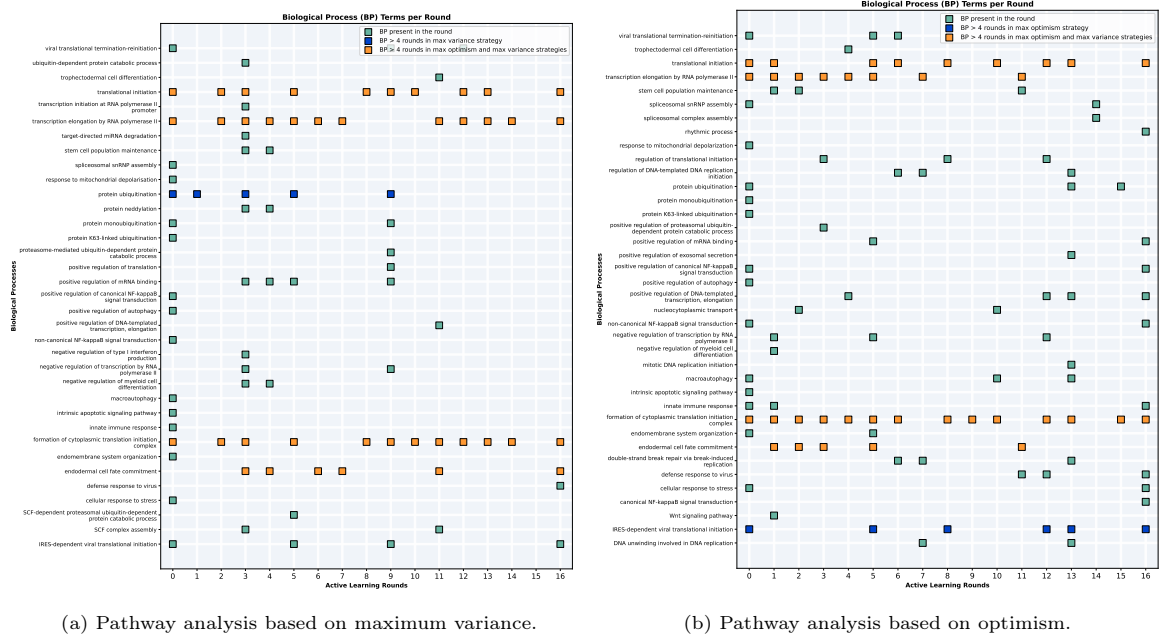 Biological Process (BP) Terms per Round
BP present in the round
BP > 4 rounds in max variance strategy
BP > 4 rounds in max optimism and max variance strategies
viral translational termination-reinitiation
ubiquitin-dependent protein catabolic process
trophectodermal cell differentiation
translational initiation
transcription initiation at RNA polymerase II
promoter
transcription elongation by RNA polymerase II
target-directed miRNA degradation
stem cell population maintenance
spliceosomal snRNP assembly
response to mitochondrial depolarisation
protein ubiquitination
protein neddylation
protein monoubiquitination
protein K63-linked ubiquitination
proteasome-mediated ubiquitin-dependent protein
catabolic process
positive regulation of translation
positive regulation of mRNA binding
positive regulation of canonical NF-kappaB
signal transduction
positive regulation of autophagy
positive regulation of DNA-templated
transcription, elongation
non-canonical NF-kappaB signal transduction
negative regulation of type I interferon
production
negative regulation of transcription by RNA
polymerase II
negative regulation of myeloid cell
differentiation
macroautophagy
intrinsic apoptotic signaling pathway
innate immune response
formation of cytoplasmic translation initiation
complex
endomembrane system organization
endodermal cell fate commitment
defense response to virus
cellular response to stress
SCF-dependent proteasomal ubiquitin-dependent
protein catabolic process
SCF complex assembly
IRES-dependent viral translational initiation
Biological Processes
0 1 2 3 4 5 6 7 8 9 10 11 12 13 14 15 16
Active Learning Rounds
(a) Pathway analysis based on maximum variance.
Biological Process (BP) Terms per Round
BP present in the round
BP > 4 rounds in max optimism strategy
BP > 4 rounds in max optimism and max variance strategies
viral translational termination-reinitiation
trophectodermal cell differentiation
translational initiation
transcription elongation by RNA polymerase II
stem cell population maintenance
spliceosomal snRNP assembly
spliceosomal complex assembly
rhythmic process
response to mitochondrial depolarisation
regulation of translational initiation
regulation of DNA-templated DNA replication
initiation
protein ubiquitination
protein monoubiquitination
protein K63-linked ubiquitination
positive regulation of proteasomal ubiquitin-
dependent protein catabolic process
positive regulation of mRNA binding
positive regulation of exosomal secretion
positive regulation of canonical NF-kappaB
signal transduction
positive regulation of autophagy
positive regulation of DNA-templated
transcription, elongation
nucleocytoplasmic transport
non-canonical NF-kappaB signal transduction
negative regulation of transcription by RNA
polymerase II
negative regulation of myeloid cell
differentiation
mitotic DNA replication initiation
macroautophagy
intrinsic apoptotic signaling pathway
innate immune response
formation of cytoplasmic translation initiation
complex
endomembrane system organization
endodermal cell fate commitment
double-strand break repair via break-induced
replication
defense response to virus
cellular response to stress
canonical NF-kappaB signal transduction
Wnt signaling pathway
IRES-dependent viral translational initiation
DNA unwinding involved in DNA replication
Biological Processes
0 1 2 3 4 5 6 7 8 9 10 11 12 13 14 15 16
Active Learning Rounds
(b) Pathway analysis based on optimism.